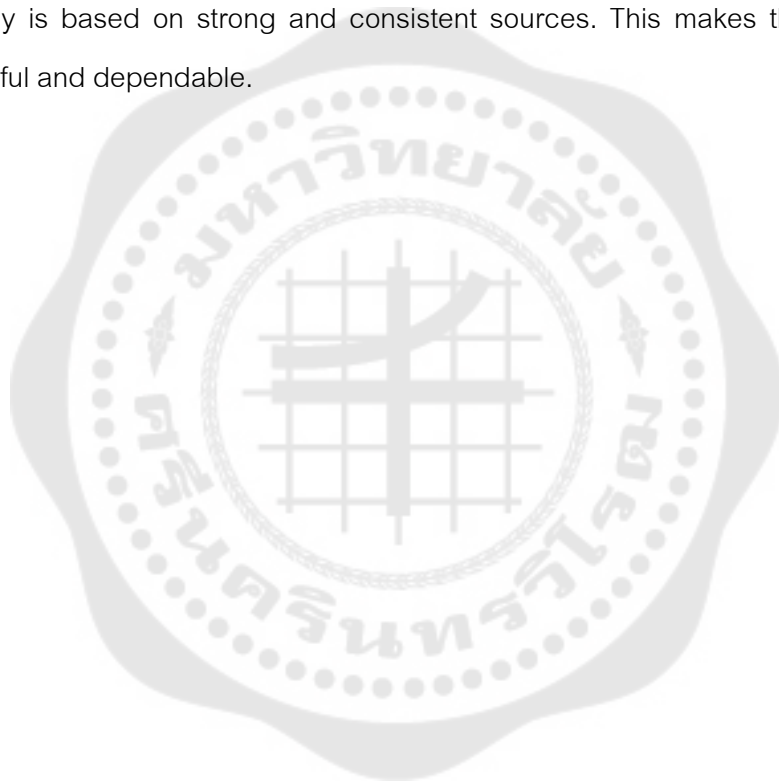 y is based on strong and consistent sources. This makes t
ful and dependable.
มหาวิทยาลัย
ศรีนครินทรวิโรฒ